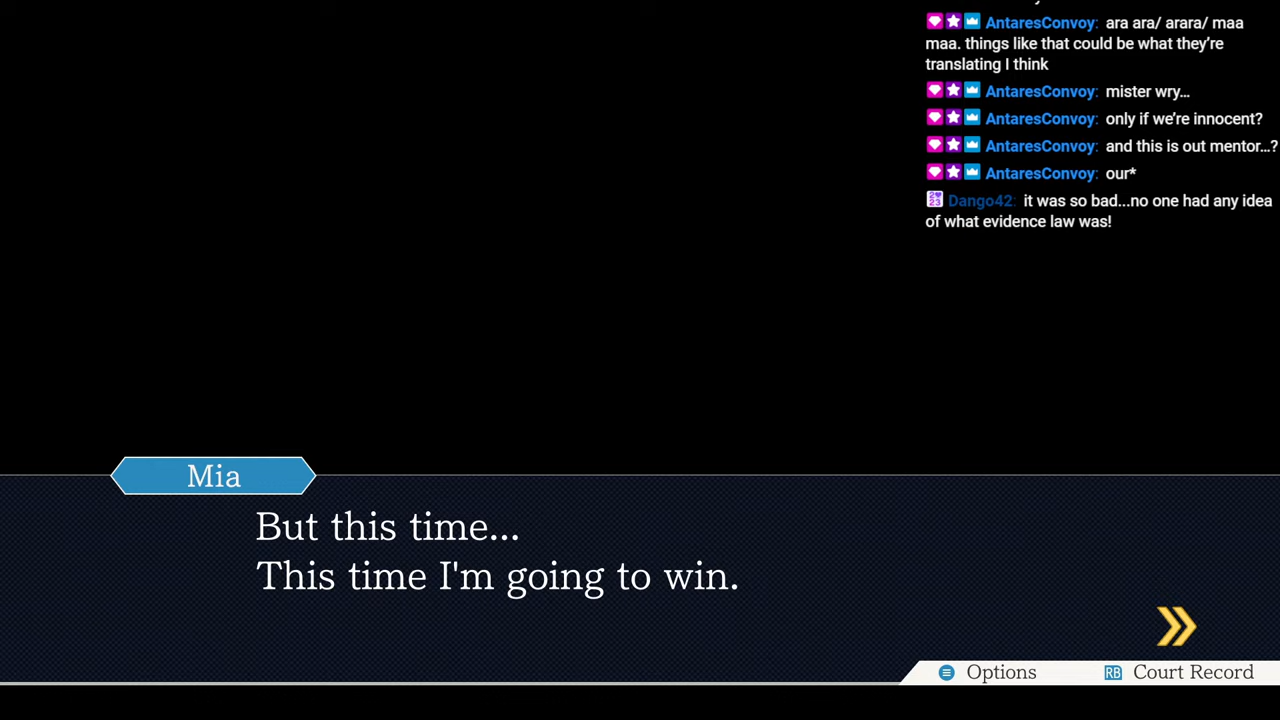 AntaresConvoy: ara ara/ arara/ maa
maa. things like that could be what they’re
translating I think
AntaresConvoy: mister wry…
AntaresConvoy: only if we’re innocent?
AntaresConvoy: and this is out mentor…?
AntaresConvoy: our*
Dango42: it was so bad...no one had any idea
of what evidence law was!
Mia
But this time...
This time I'm going to win.
Options
RB Court Record